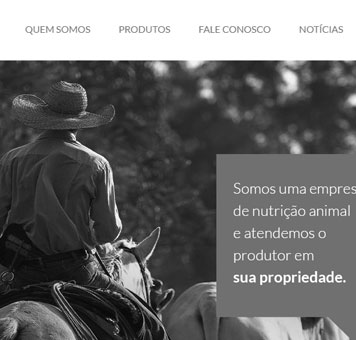 QUEM SOMOS PRODUTOS FALE CONOSCO NOTÍCIAS
Somos uma empres
de nutrição animal
e atendemos o
produtor em
sua propriedade.